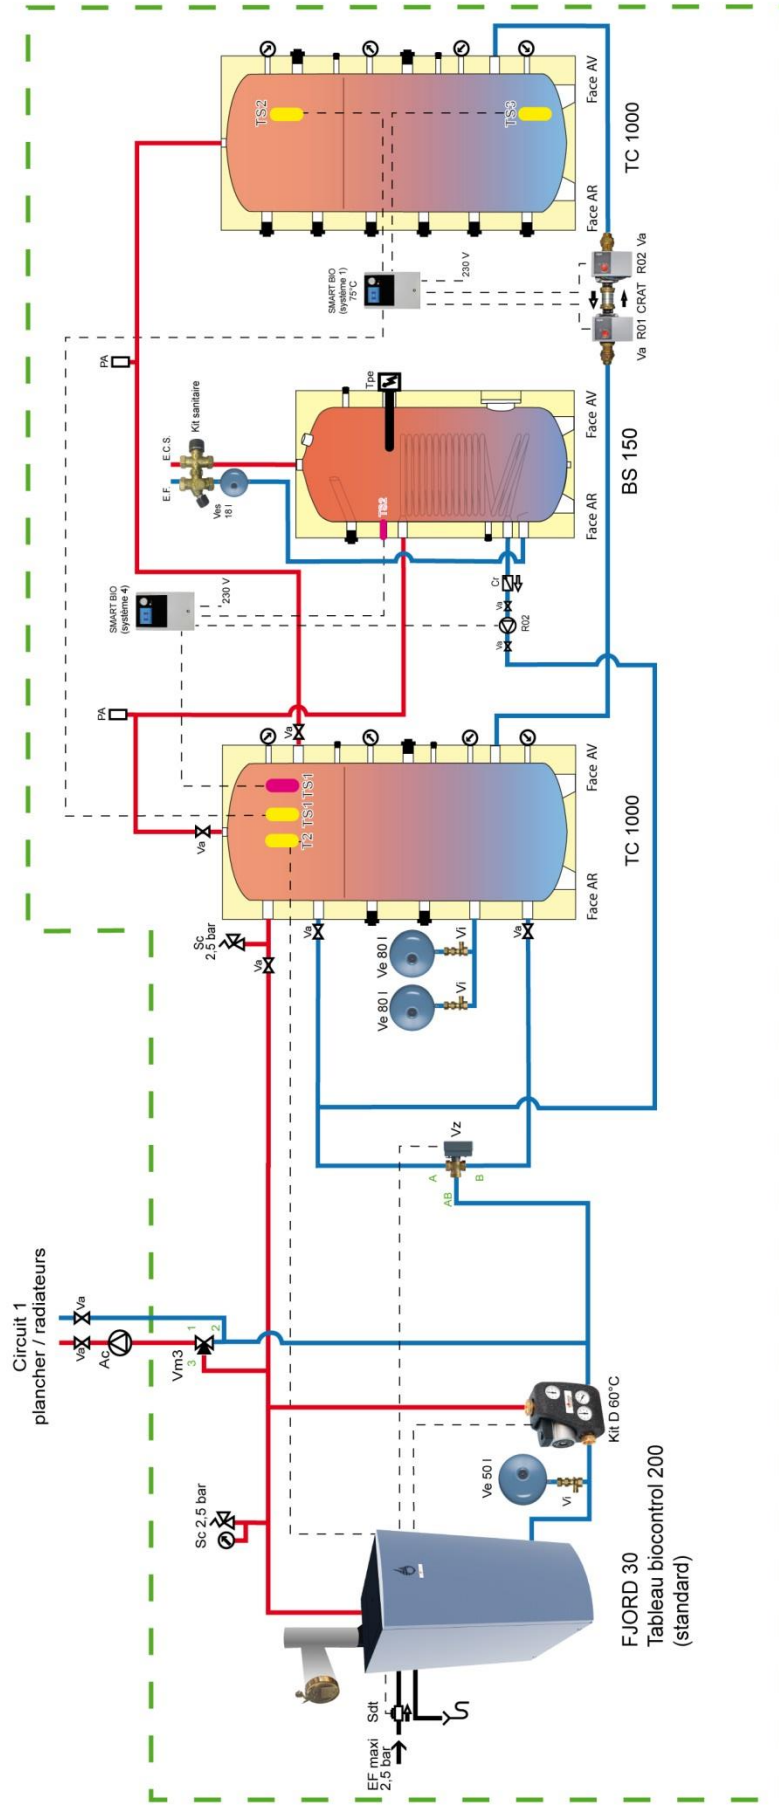 Circuit 1
plancher / radiateurs
Va
Va
Ac
Vm3
1
2
3
EF maxi
2,5 bar
Sdt
FJORD 30
Tableau biocontrol 200
(standard)
Sc 2,5 bar
Ve 50 l
Vi
Kit D 60°C
Vz
A
B
AB
Sc
2,5 bar
Va
Va
Va
Ve 80 l
Ve 80 l
Vi
Vi
Va
PA
Va
T2
TS1
TS1
Face AR
Face AV
TC 1000
SMART BIO
(système 4)
230 V
PA
E.F.
E.C.S.
Kit sanitaire
Ves
18 l
TS2
Tpe
Va
R02
Va
Cr
Face AR
Face AV
BS 150
SMART BIO
(système 1)
75°C
230 V
Va
R01
CRAT
R02
Va
TS2
TS3
Face AR
Face AV
TC 1000